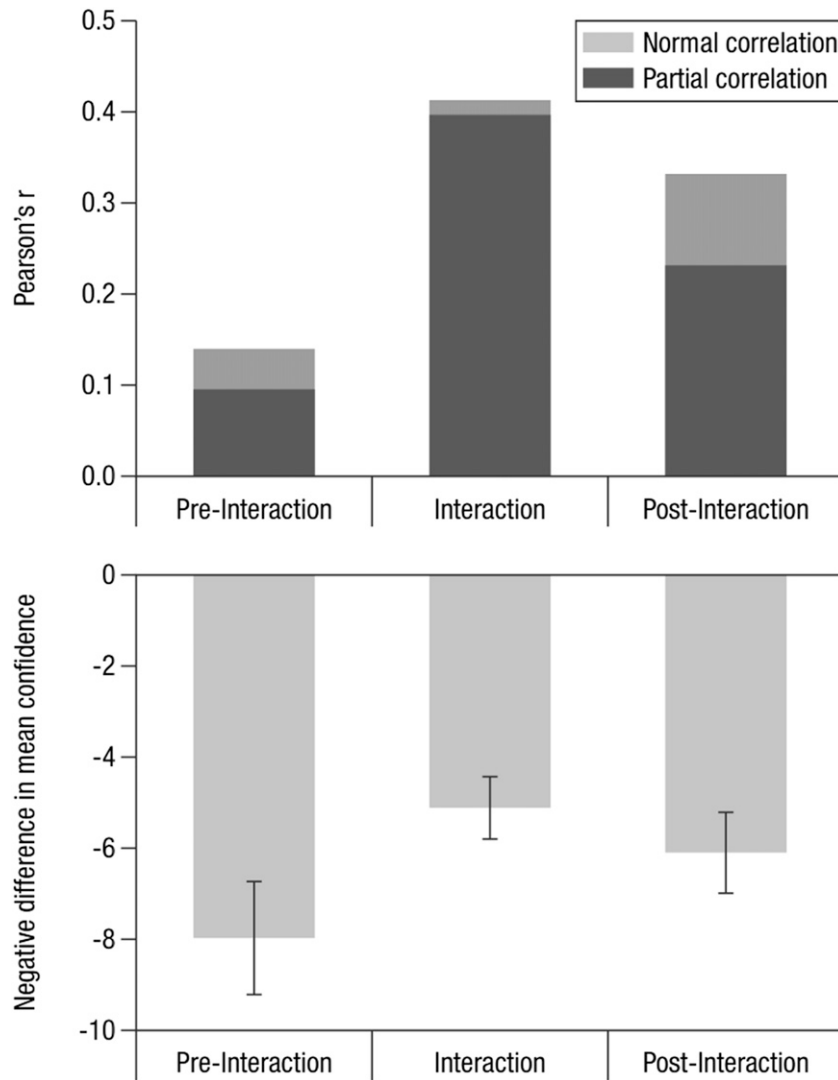 0.5
Normal correlation
Partial correlation
0.4
0.3
0.2
0.1
0.0
Pearson's r
Pre-Interaction Interaction Post-Interaction
0
-2
-4
-6
-8
-10
Negative difference in mean confidence
Pre-Interaction Interaction Post-Interaction